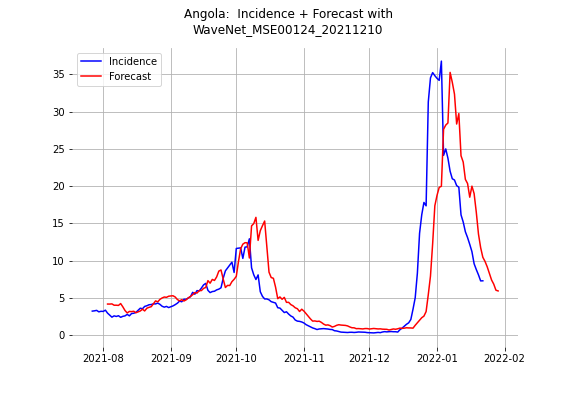 Angola:  Incidence + Forecast with
WaveNet_MSE00124_20211210
Incidence
Forecast
35
30
25
20
15
10
5
0
2021-08 2021-09 2021-10 2021-11 2021-12 2022-01 2022-02